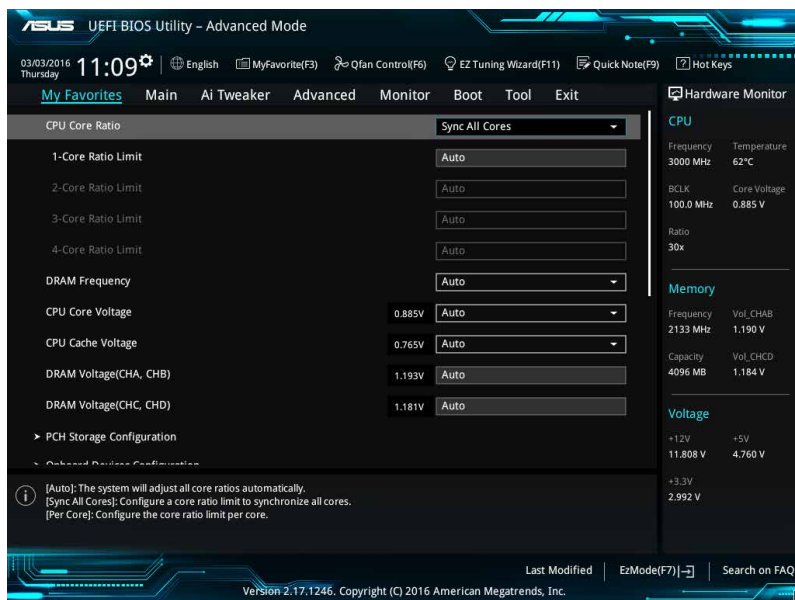 ASUS UEFI BIOS Utility – Advanced Mode
03/03/2016 Thursday 11:09 English MyFavorite(F3) Qfan Control(F6) EZ Tuning Wizard(F11) Quick Note(F9) ? Hot Keys
My Favorites Main Ai Tweaker Advanced Monitor Boot Tool Exit
CPU Core Ratio Sync All Cores
1-Core Ratio Limit Auto
2-Core Ratio Limit Auto
3-Core Ratio Limit Auto
4-Core Ratio Limit Auto
DRAM Frequency Auto
CPU Core Voltage 0.885V Auto
CPU Cache Voltage 0.765V Auto
DRAM Voltage(CHA, CHB) 1.193V Auto
DRAM Voltage(CHC, CHD) 1.181V Auto
> PCH Storage Configuration
> Onboard Devices Configuration
[Auto]: The system will adjust all core ratios automatically.
[Sync All Cores]: Configure a core ratio limit to synchronize all cores.
[Per Core]: Configure the core ratio limit per core.
Hardware Monitor
CPU
Frequency Temperature
3000 MHz 62°C
BCLK Core Voltage
100.0 MHz 0.885 V
Ratio
30x
Memory
Frequency Vol_CHAB
2133 MHz 1.190 V
Capacity Vol_CHCD
4096 MB 1.184 V
Voltage
+12V +5V
11.808 V 4.760 V
+3.3V
2.992 V
Last Modified EzMode(F7) Search on FAQ
Version 2.17.1246. Copyright (C) 2016 American Megatrends, Inc.